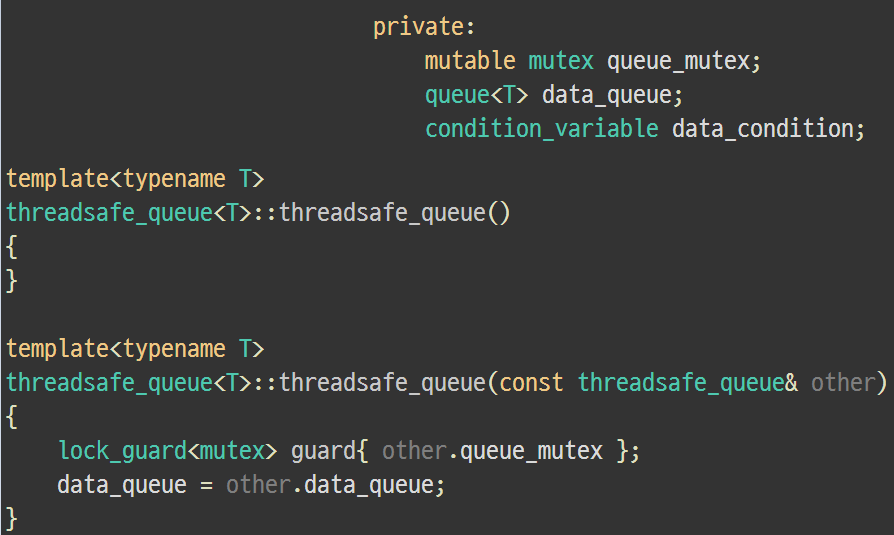 private:
mutable mutex queue_mutex;
queue<T> data_queue;
condition_variable data_condition;
template<typename T>
threadsafe_queue<T>::threadsafe_queue()
{
}
template<typename T>
threadsafe_queue<T>::threadsafe_queue(const threadsafe_queue& other)
{
lock_guard<mutex> guard{ other.queue_mutex };
data_queue = other.data_queue;
}